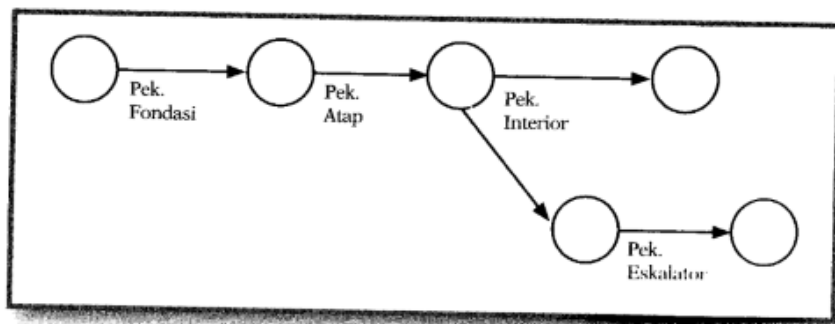 Pek.
Fondasi
Pek.
Atap
Pek.
Interior
Pek.
Eskalator